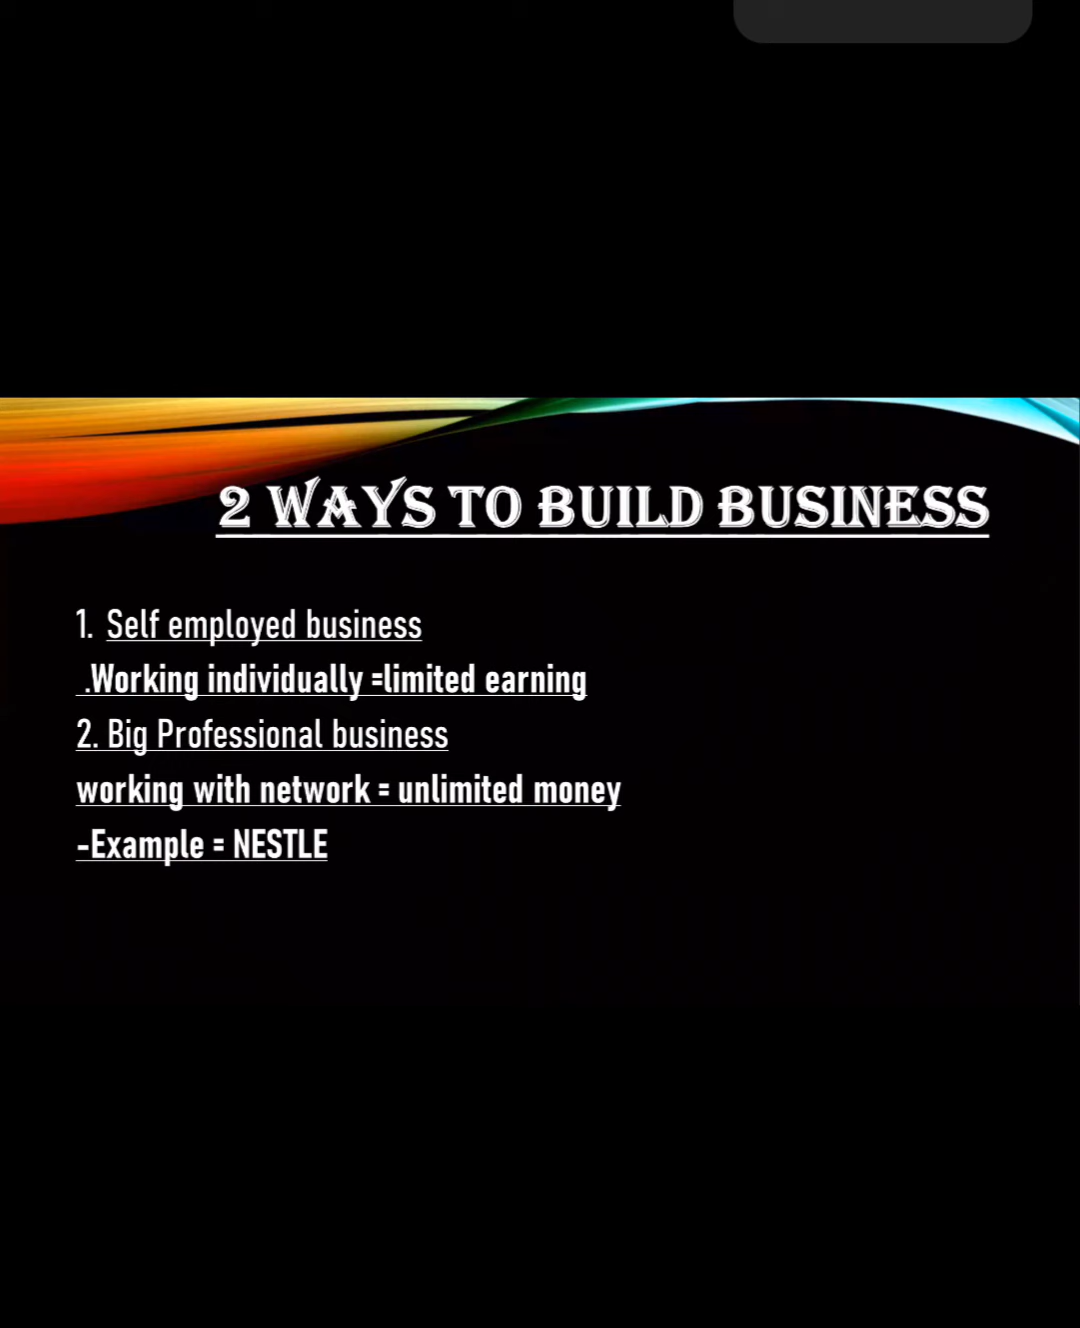 2 WAYS TO BUILD BUSINESS
1. Self employed business
.Working individually =limited earning
2. Big Professional business
working with network = unlimited money
-Example = NESTLE